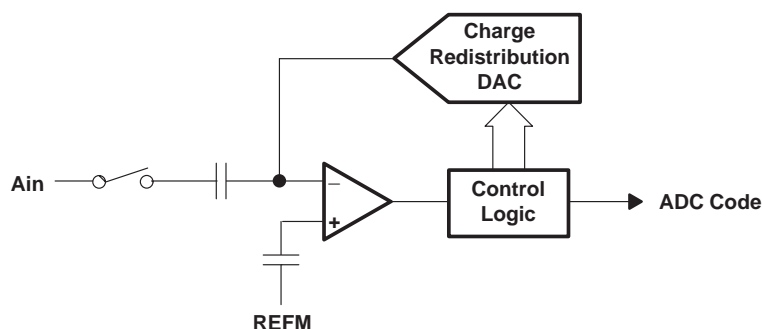 Charge
Redistribution
DAC
Ain
−
+
Control
Logic
ADC Code
REFM